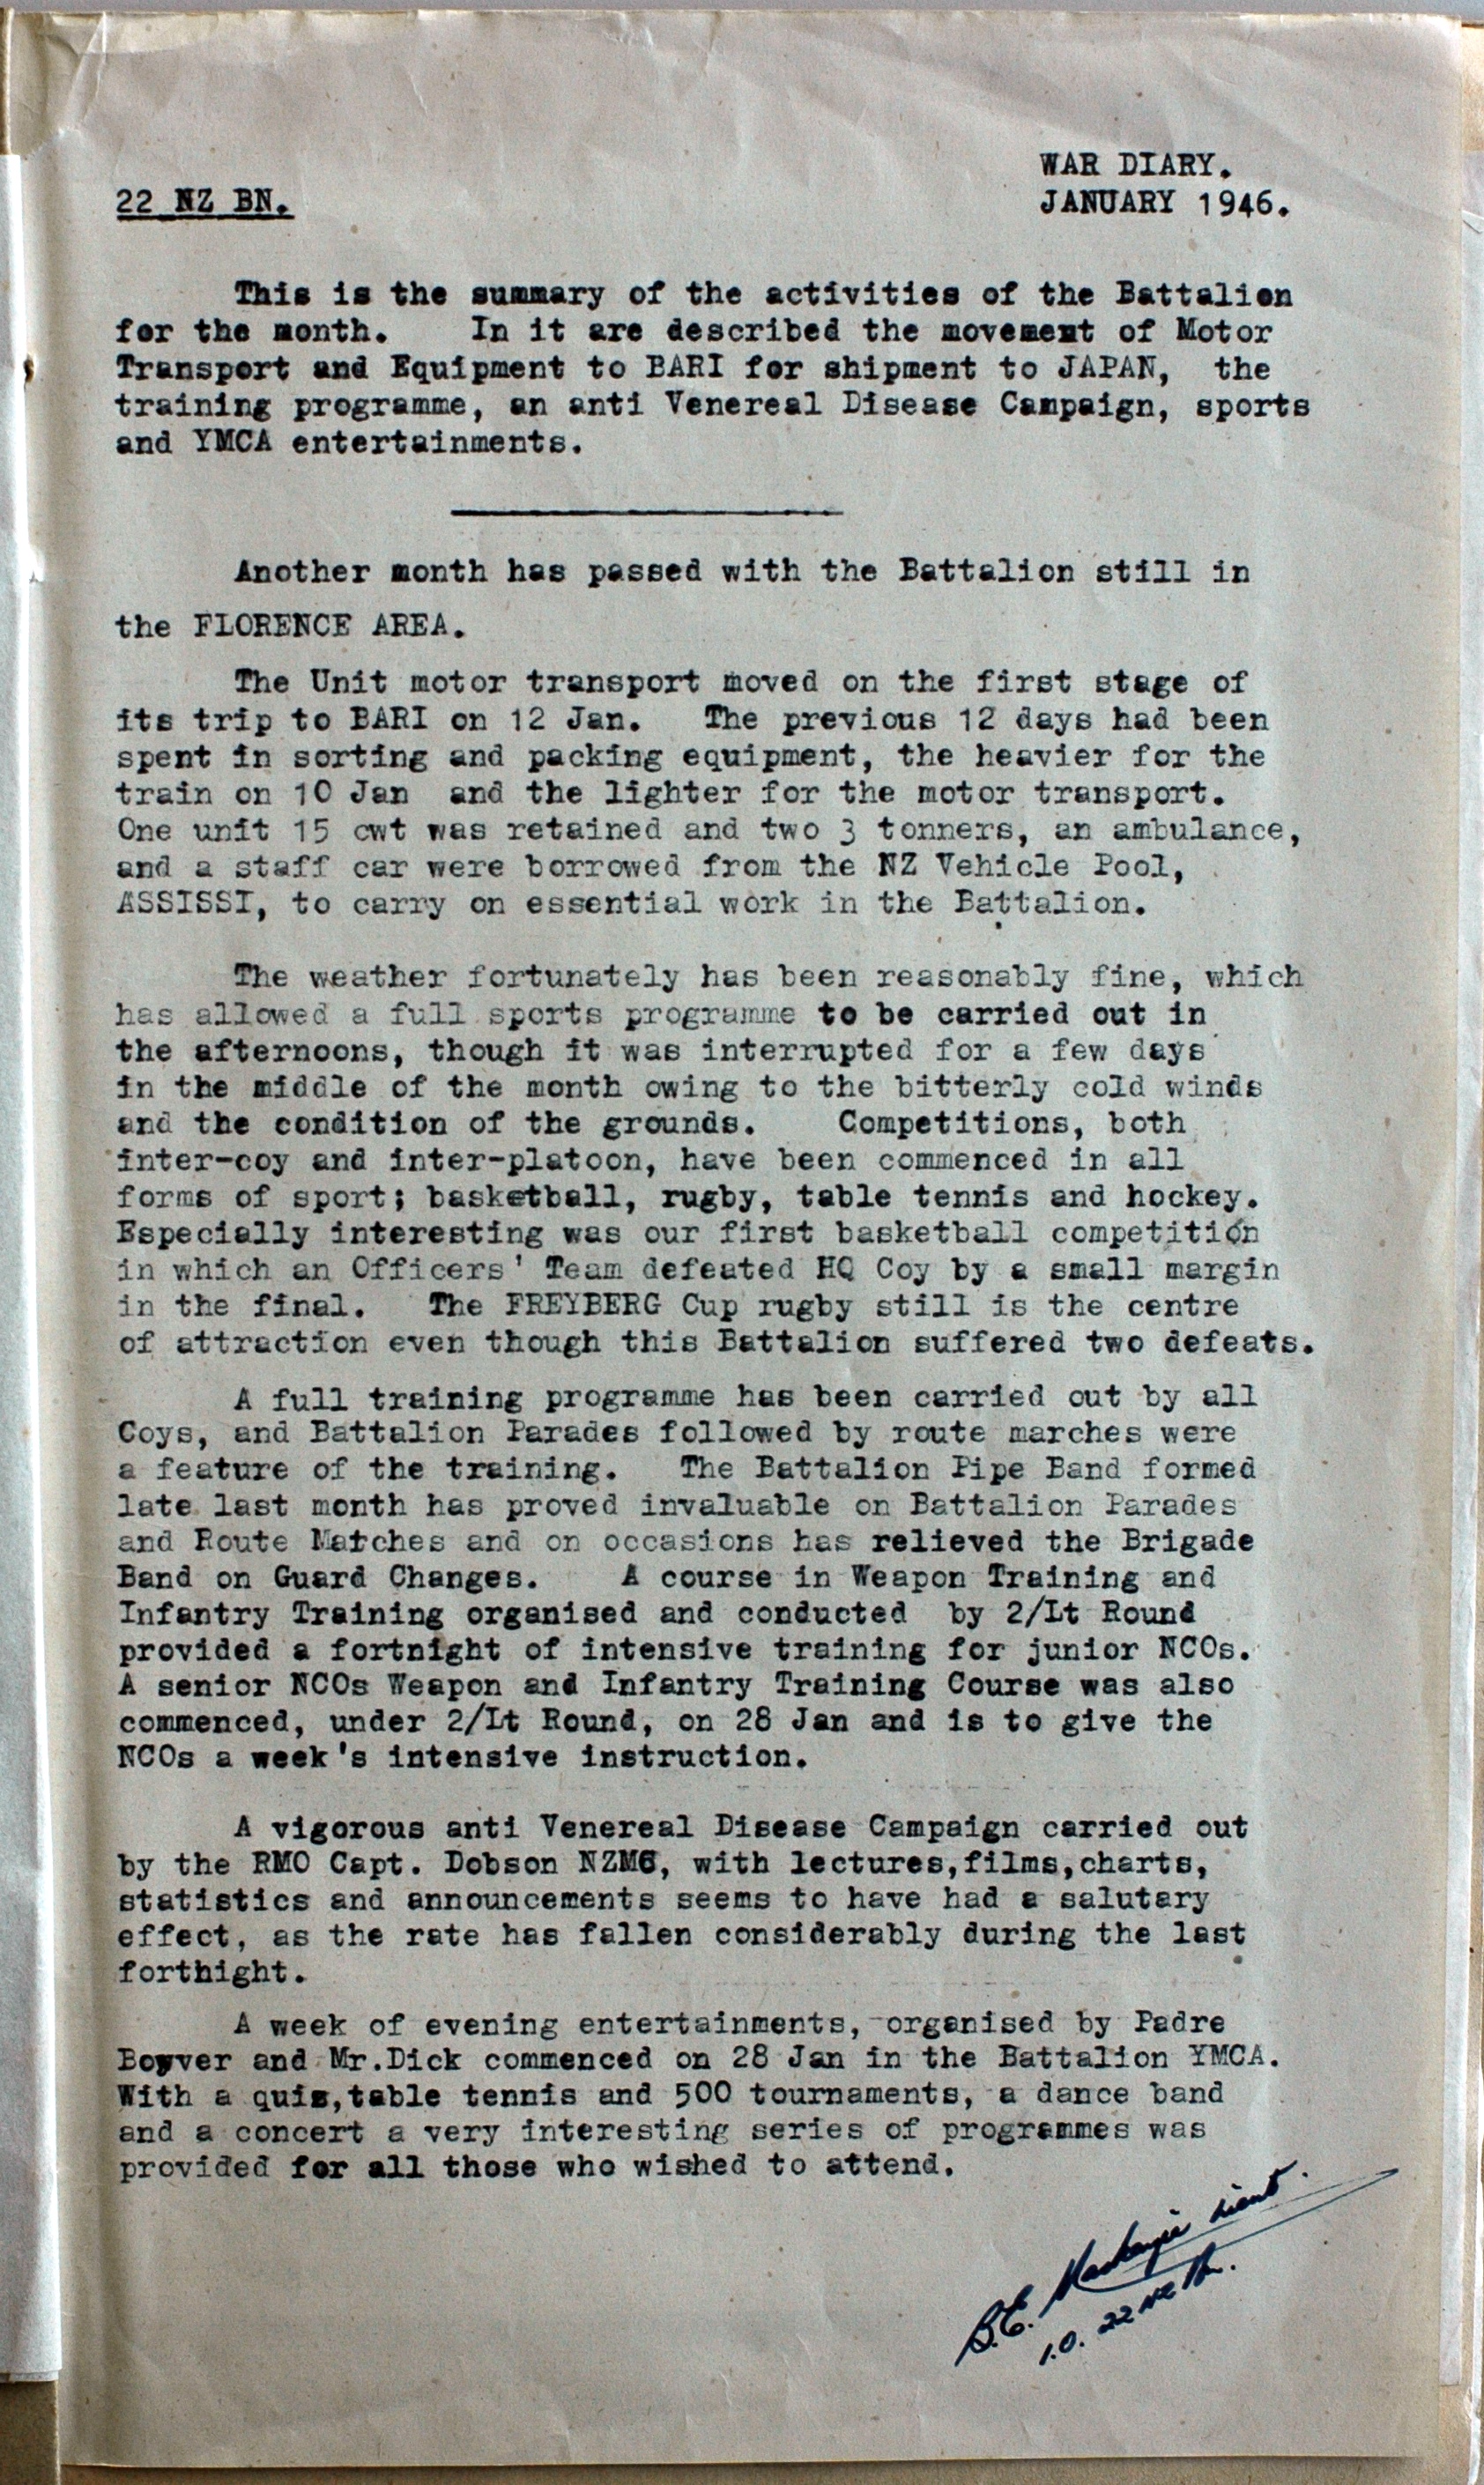 WAR DIARY.
22 NZ BN. JANUARY 1946.
This is the summary of the activities of the Battalion
for the month. In it are described the movement of Motor
Transport and Equipment to BARI for shipment to JAPAN, the
training programme, an anti Venereal Disease Campaign, sports
and YMCA entertainments.
Another month has passed with the Battalion still in
the FLORENCE AREA.
The Unit motor transport moved on the first stage of
its trip to BARI on 12 Jan. The previous 12 days had been
spent in sorting and packing equipment, the heavier for the
train on 10 Jan and the lighter for the motor transport.
One unit 15 cwt was retained and two 3 tonners, an ambulance,
and a staff car were borrowed from the NZ Vehicle Pool,
ASSISSI, to carry on essential work in the Battalion.
The weather fortunately has been reasonably fine, which
has allowed a full sports programme to be carried out in
the afternoons, though it was interrupted for a few days
in the middle of the month owing to the bitterly cold winds
and the condition of the grounds. Competitions, both
inter-coy and inter-platoon, have been commenced in all
forms of sport; basketball, rugby, table tennis and hockey.
Especially interesting was our first basketball competition
in which an Officers' Team defeated HQ Coy by a small margin
in the final. The FREYBERG Cup rugby still is the centre
of attraction even though this Battalion suffered two defeats.
A full training programme has been carried out by all
Coys, and Battalion Parades followed by route marches were
a feature of the training. The Battalion Pipe Band formed
late last month has proved invaluable on Battalion Parades
and Route Marches and on occasions has relieved the Brigade
Band on Guard Changes. A course in Weapon Training and
Infantry Training organised and conducted by 2/Lt Round
provided a fortnight of intensive training for junior NCOs.
A senior NCOs Weapon and Infantry Training Course was also
commenced, under 2/Lt Round, on 28 Jan and is to give the
NCOs a week's intensive instruction.
A vigorous anti Venereal Disease Campaign carried out
by the RMO Capt. Dobson NZMC, with lectures,films,charts,
statistics and announcements seems to have had a salutary
effect, as the rate has fallen considerably during the last
forthight.
A week of evening entertainments, organised by Padre
and Mr.Dick commenced on 28 Jan in the Battalion YMCA.
With a quiz,table tennis and 500 tournaments, a dance band
and a concert a very interesting series of programmes was
provided for all those who wished to attend.
B.E. Mackenzie Lieut.
I.O. 22 NZ Bn.